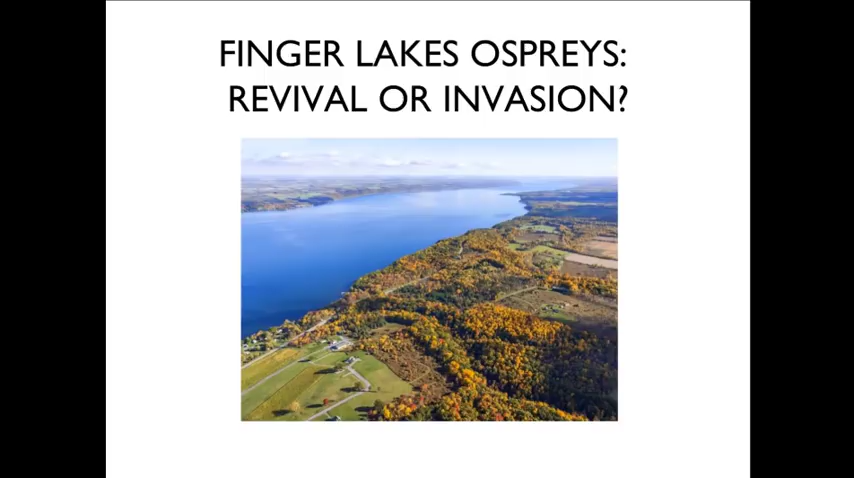 FINGER LAKES OSPREYS:
REVIVAL OR INVASION?